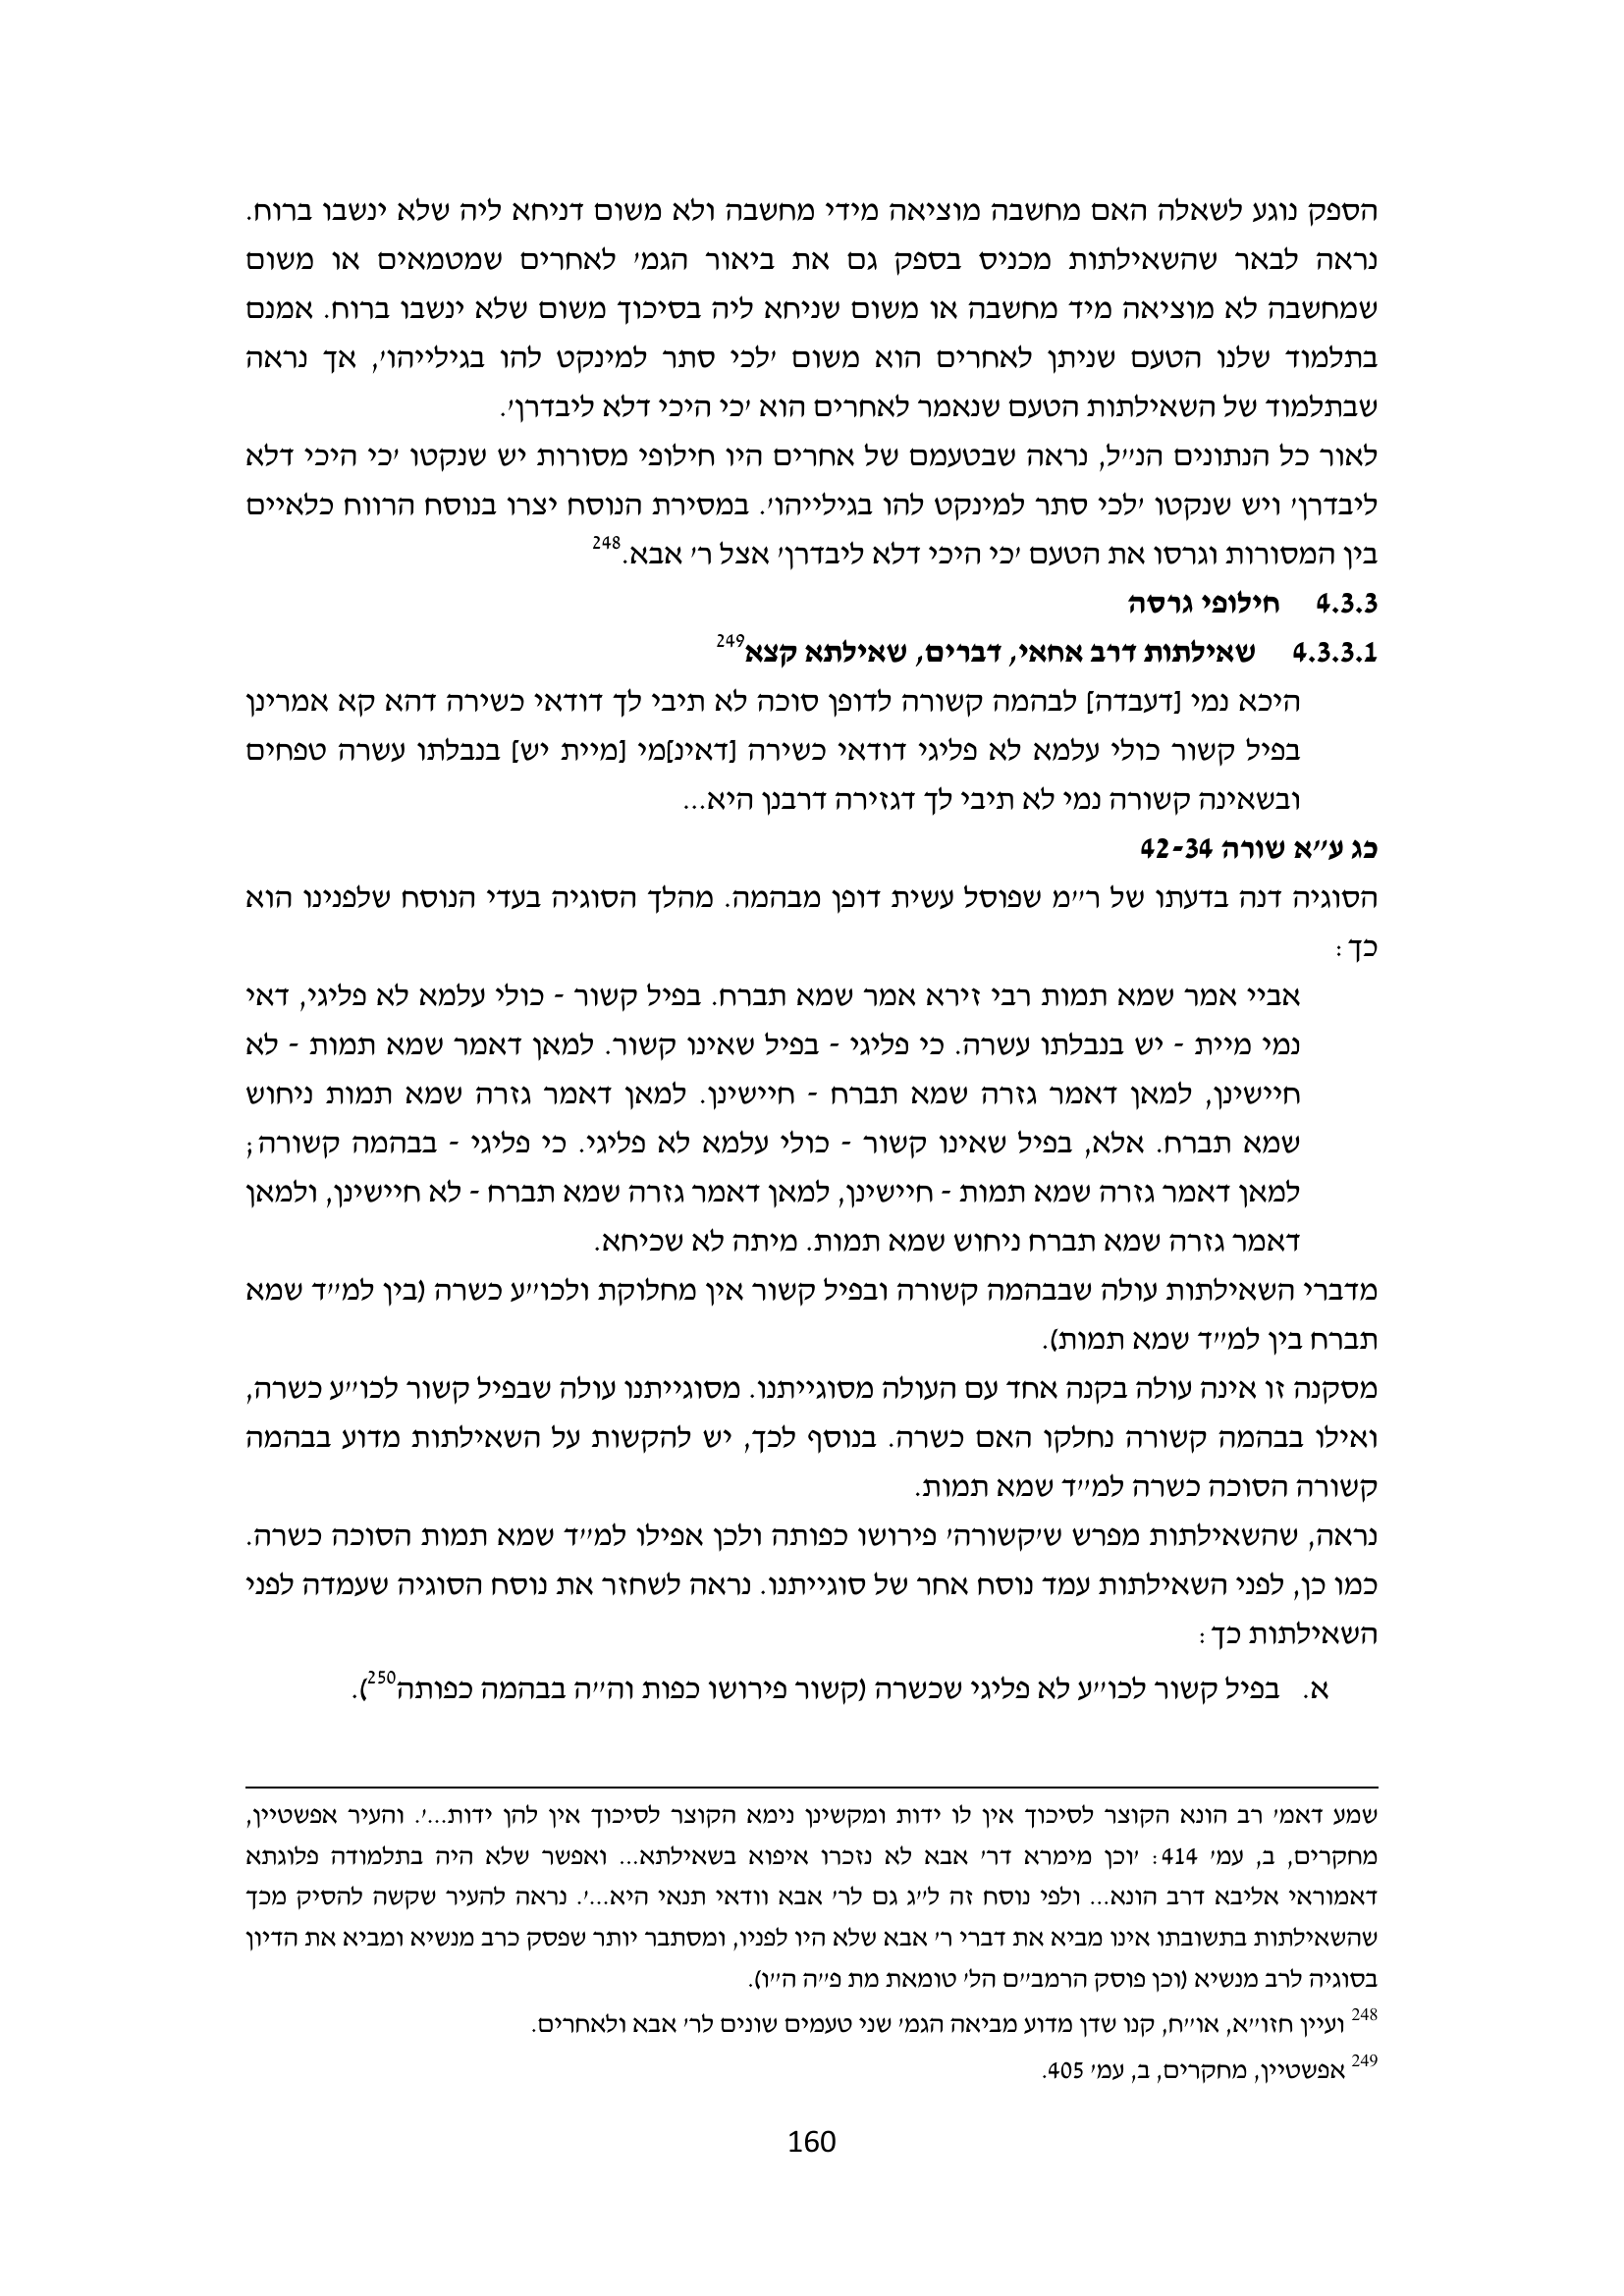 הספק נוגע לשאלה האם מחשבה מוציאה מידי מחשבה ולא משום דניחא ליה שלא ינשבו ברוח.
נראה לבאר שהשאילתות מכניס בספק גם את ביאור הגמ' לאחרים שמטמאים או משום
שמחשבה לא מוציאה מיד מחשבה או משום שניחא ליה בסיכוך משום שלא ינשבו ברוח. אמנם
בתלמוד שלנו הטעם שניתן לאחרים הוא משום 'לכי סתר למינקט להו בגילייהו', אך נראה
שבתלמוד של השאילתות הטעם שנאמר לאחרים הוא 'כי היכי דלא ליבדרן'.
לאור כל הנתונים הנ''ל, נראה שבטעמם של אחרים היו חילופי מסורות יש שנקטו 'כי היכי דלא
ליבדרן' ויש שנקטו 'לכי סתר למינקט להו בגילייהו'. במסירת הנוסח יצרו בנוסח הרווח כלאיים
בין המסורות וגרסו את הטעם 'כי היכי דלא ליבדרן' אצל ר' אבא.248
4.3.3 חילופי גרסה
4.3.3.1 שאילתות דרב אחאי, דברים, שאילתא קצא249
היכא נמי [דעבדה] לבהמה קשורה לדופן סוכה לא תיבי לך דודאי כשירה דהא קא אמרינן
בפיל קשור כולי עלמא לא פליגי דודאי כשירה [דאינ]מי [מיית יש] בנבלתו עשרה טפחים
ובשאינה קשורה נמי לא תיבי לך דגזירה דרבנן היא...
כג ע''א שורה 42-34
הסוגיה דנה בדעתו של ר''מ שפוסל עשית דופן מבהמה. מהלך הסוגיה בעדי הנוסח שלפנינו הוא
כך:
אביי אמר שמא תמות רבי זירא אמר שמא תברח. בפיל קשור - כולי עלמא לא פליגי, דאי
נמי מיית - יש בנבלתו עשרה. כי פליגי - בפיל שאינו קשור. למאן דאמר שמא תמות - לא
חיישינן, למאן דאמר גזרה שמא תברח - חיישינן. למאן דאמר גזרה שמא תמות ניחוש
שמא תברח. אלא, בפיל שאינו קשור - כולי עלמא לא פליגי. כי פליגי - בבהמה קשורה;
למאן דאמר גזרה שמא תמות - חיישינן, למאן דאמר גזרה שמא תברח - לא חיישינן, ולמאן
דאמר גזרה שמא תברח ניחוש שמא תמות. מיתה לא שכיחא.
מדברי השאילתות עולה שבבהמה קשורה ובפיל קשור אין מחלוקת ולכו''ע כשרה (בין למ''ד שמא
תברח בין למ''ד שמא תמות).
מסקנה זו אינה עולה בקנה אחד עם העולה מסוגייתנו. מסוגייתנו עולה שבפיל קשור לכו''ע כשרה,
ואילו בבהמה קשורה נחלקו האם כשרה. בנוסף לכך, יש להקשות על השאילתות מדוע בבהמה
קשורה הסוכה כשרה למ''ד שמא תמות.
נראה, שהשאילתות מפרש ש'קשורה' פירושו כפותה ולכן אפילו למ''ד שמא תמות הסוכה כשרה.
כמו כן, לפני השאילתות עמד נוסח אחר של סוגייתנו. נראה לשחזר את נוסח הסוגיה שעמדה לפני
השאילתות כך:
א. בפיל קשור לכו''ע לא פליגי שכשרה (קשור פירושו כפות וה''ה בבהמה כפותה250).
שמע דאמ' רב הונא הקוצר לסיכוך אין לו ידות ומקשינן נימא הקוצר לסיכוך אין להן ידות...'. והעיר אפשטיין,
מחקרים, ב, עמ' 414: 'וכן מימרא דר' אבא לא נזכרו איפוא בשאילתא... ואפשר שלא היה בתלמודה פלוגתא
דאמוראי אליבא דרב הונא... ולפי נוסח זה ל''ג גם לר' אבא וודאי תנאי היא...'. נראה להעיר שקשה להסיק מכך
שהשאילתות בתשובתו אינו מביא את דברי ר' אבא שלא היו לפניו, ומסתבר יותר שפסק כרב מנשיא ומביא את הדיון
בסוגיה לרב מנשיא (וכן פוסק הרמב''ם הל' טומאת מת פ''ה ה''ו).
248 ועיין חזו''א, או''ח, קנו שדן מדוע מביאה הגמ' שני טעמים שונים לר' אבא ולאחרים.
249 אפשטיין, מחקרים, ב, עמ' 405.
160